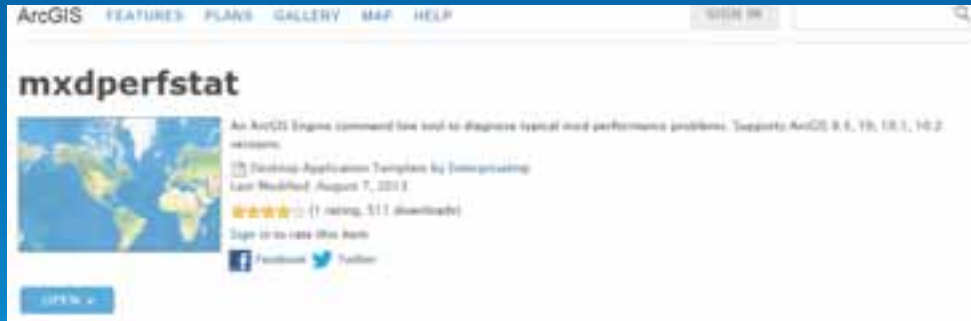 ArcGIS FEATURES PLANS GALLERY MAP HELP SIGN IN
mxdperfstat
An ArcGIS Engine command line tool to diagnose typical mxd performance problems. Supports ArcGIS 9.3, 10, 10.1, 10.2
versions.
Desktop Application Template by
Last Modified: August 7, 2013
(1 rating, 511 downloads)
Sign in to rate this item
Facebook Twitter
OPEN